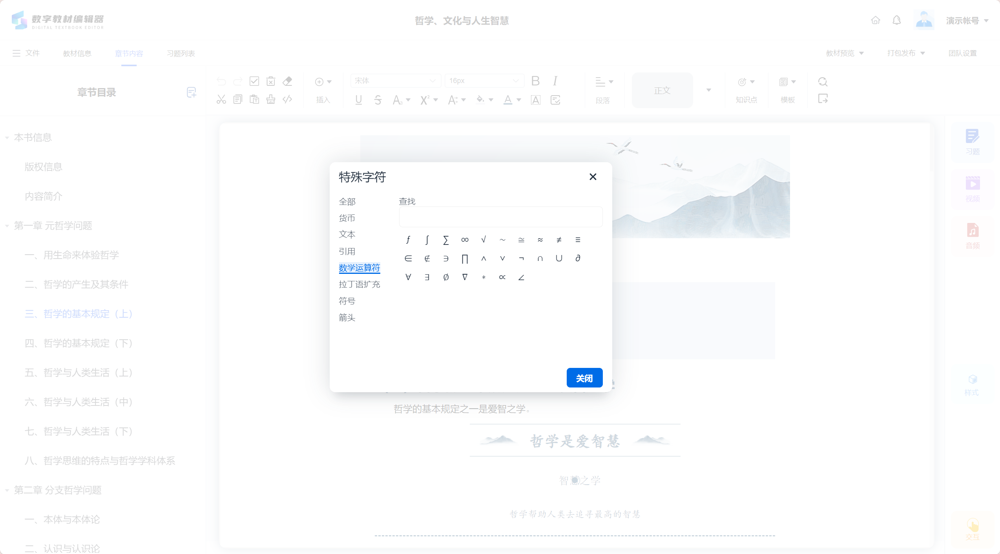 数字教材编辑器
DIGITAL TEXTBOOK EDITOR
哲学、文化与人生智慧
演示帐号
文件
教材信息
章节内容
习题列表
教材预览
打包发布
团队设置
章节目录
插入
宋体
16px
段落
正文
知识点
模板
本书信息
版权信息
内容简介
第一章 元哲学问题
一、用生命来体验哲学
二、哲学的产生及其条件
三、哲学的基本规定（上）
四、哲学的基本规定（下）
五、哲学与人类生活（上）
六、哲学与人类生活（中）
七、哲学与人类生活（下）
八、哲学思维的特点与哲学学科体系
第二章 分支哲学问题
一、本体与本体论
二、认识与认识论
特殊字符
全部
货币
文本
引用
数学运算符
拉丁语扩充
符号
箭头
查找
ƒ ∫ ∑ ∞ √ ∼ ≅ ≈ ≠ ≡
∈ ∉ ∋ ∏ ∧ ∨ ¬ ∩ ∪ ∂
∀ ∃ ∅ ∇ ∗ ∝ ∠
关闭
哲学的基本规定之一是爱智之学。
哲学是爱智慧
智慧之学
哲学帮助人类去追寻最高的智慧
习题
视频
音频
样式
交互